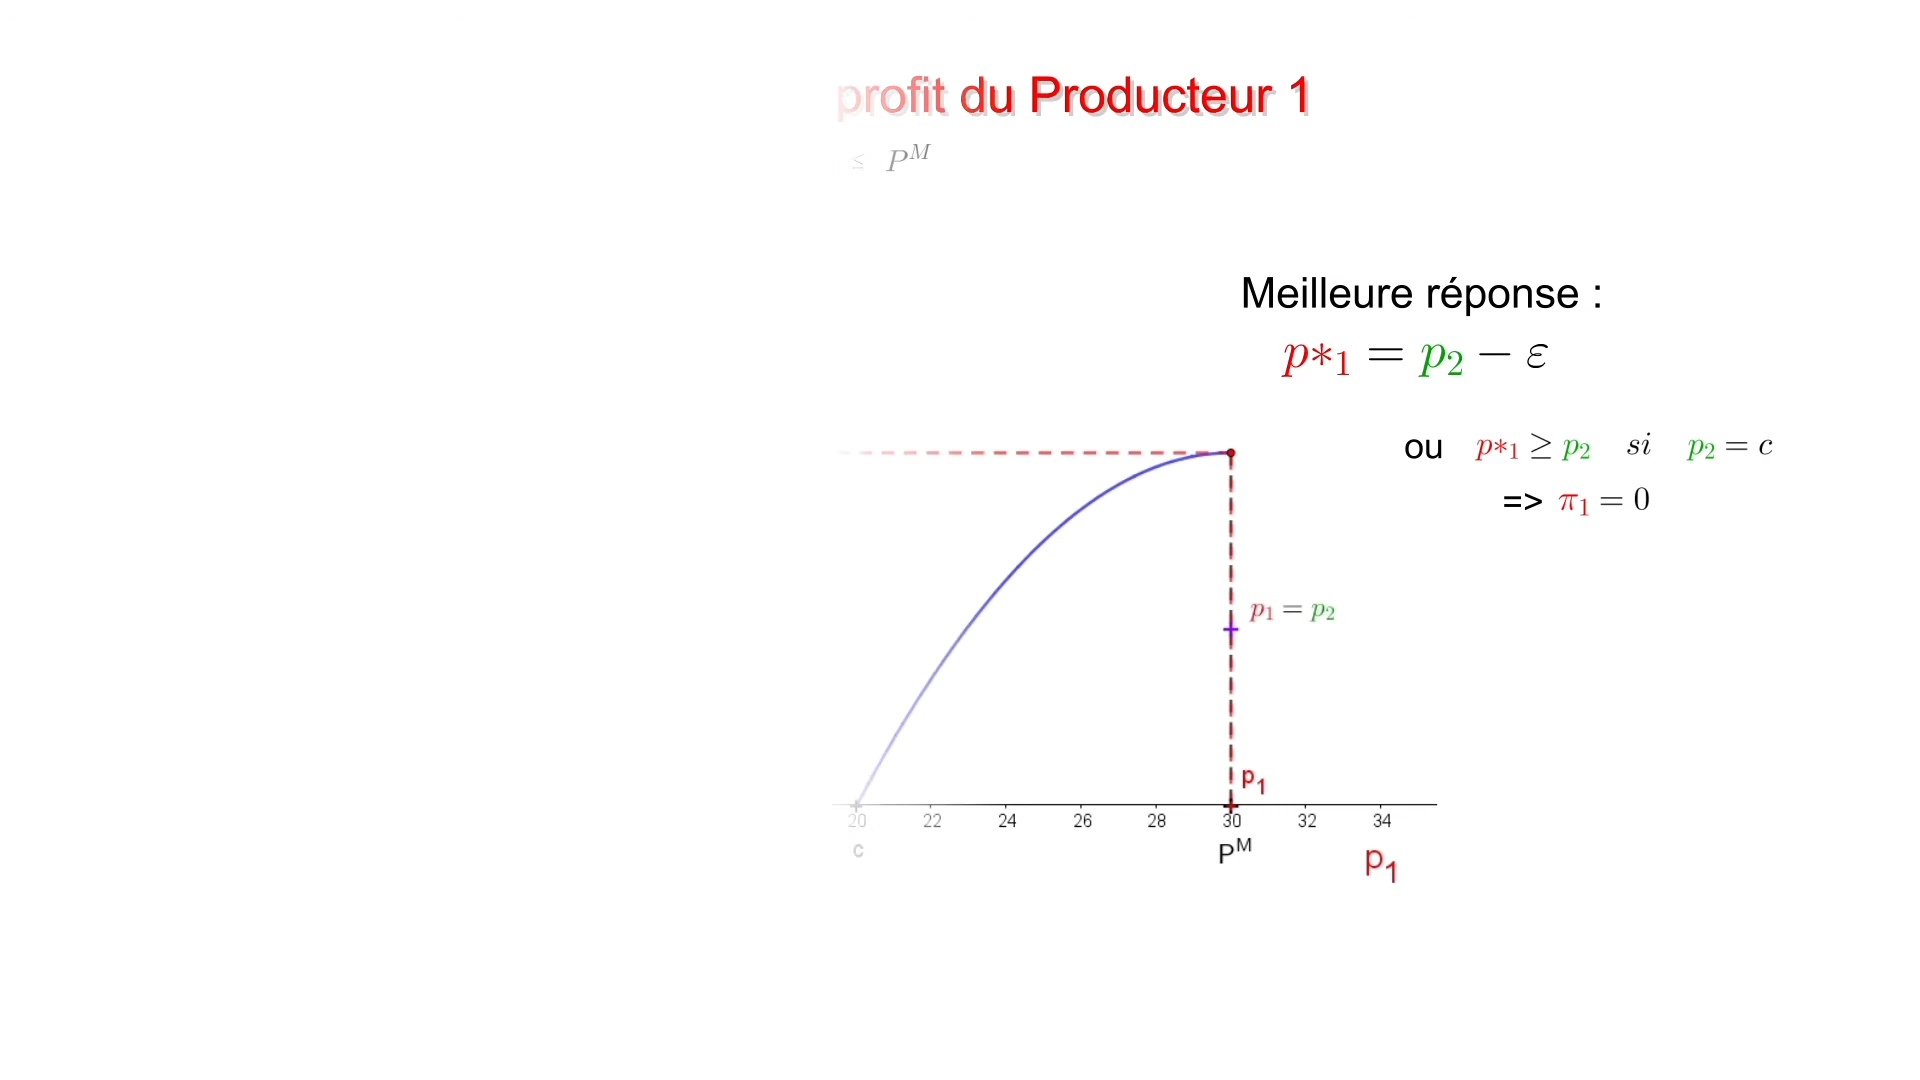 profit du Producteur 1
≤ P^M
Meilleure réponse :
p*₁ = p₂ − ε
ou p*₁ ≥ p₂ si p₂ = c
=> π₁ = 0
p₁ = p₂
p₁
20 22 24 26 28 30 32 34
c P^M p₁